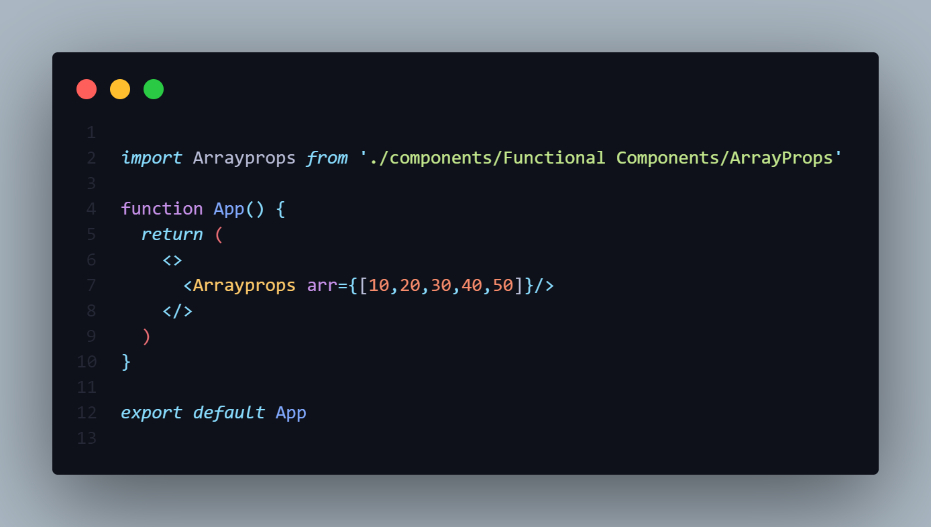 1
2 import Arrayprops from './components/Functional Components/ArrayProps'
3
4 function App() {
5   return (
6     <>
7       <Arrayprops arr={[10,20,30,40,50]}/>
8     </>
9   )
10 }
11
12 export default App
13